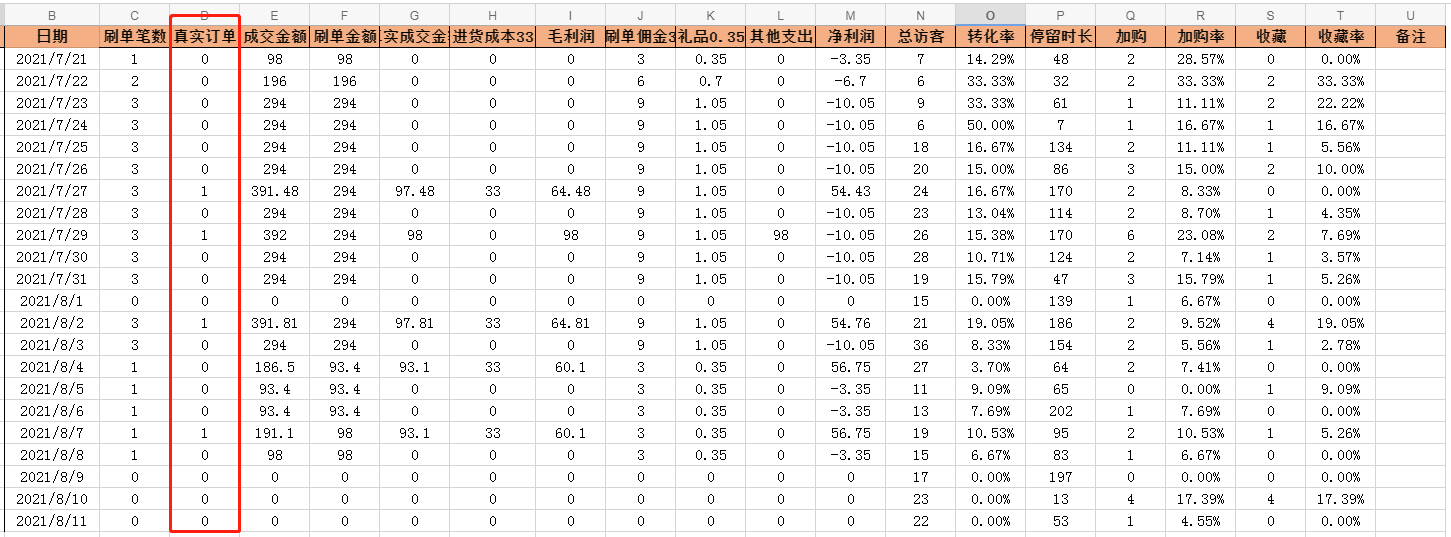 B C D E F G H I J K L M N O P Q R S T U
日期 刷单笔数 真实订单 成交金额 刷单金额 实成交金 进货成本33 毛利润 刷单佣金3 礼品0.35 其他支出 净利润 总访客 转化率 停留时长 加购 加购率 收藏 收藏率 备注
2021/7/21 1 0 98 98 0 0 0 3 0.35 0 -3.35 7 14.29% 48 2 28.57% 0 0.00%
2021/7/22 2 0 196 196 0 0 0 6 0.7 0 -6.7 6 33.33% 32 2 33.33% 2 33.33%
2021/7/23 3 0 294 294 0 0 0 9 1.05 0 -10.05 9 33.33% 61 1 11.11% 2 22.22%
2021/7/24 3 0 294 294 0 0 0 9 1.05 0 -10.05 6 50.00% 7 1 16.67% 1 16.67%
2021/7/25 3 0 294 294 0 0 0 9 1.05 0 -10.05 18 16.67% 134 2 11.11% 1 5.56%
2021/7/26 3 0 294 294 0 0 0 9 1.05 0 -10.05 20 15.00% 86 3 15.00% 2 10.00%
2021/7/27 3 1 391.48 294 97.48 33 64.48 9 1.05 0 54.43 24 16.67% 170 2 8.33% 0 0.00%
2021/7/28 3 0 294 294 0 0 0 9 1.05 0 -10.05 23 13.04% 114 2 8.70% 1 4.35%
2021/7/29 3 1 392 294 98 0 98 9 1.05 98 -10.05 26 15.38% 170 6 23.08% 2 7.69%
2021/7/30 3 0 294 294 0 0 0 9 1.05 0 -10.05 28 10.71% 124 2 7.14% 1 3.57%
2021/7/31 3 0 294 294 0 0 0 9 1.05 0 -10.05 19 15.79% 47 3 15.79% 1 5.26%
2021/8/1 0 0 0 0 0 0 0 0 0 0 0 15 0.00% 139 1 6.67% 0 0.00%
2021/8/2 3 1 391.81 294 97.81 33 64.81 9 1.05 0 54.76 21 19.05% 186 2 9.52% 4 19.05%
2021/8/3 3 0 294 294 0 0 0 9 1.05 0 -10.05 36 8.33% 154 2 5.56% 1 2.78%
2021/8/4 1 0 186.5 93.4 93.1 33 60.1 3 0.35 0 56.75 27 3.70% 64 2 7.41% 0 0.00%
2021/8/5 1 0 93.4 93.4 0 0 0 3 0.35 0 -3.35 11 9.09% 65 0 0.00% 1 9.09%
2021/8/6 1 0 93.4 93.4 0 0 0 3 0.35 0 -3.35 13 7.69% 202 1 7.69% 0 0.00%
2021/8/7 1 1 191.1 98 93.1 33 60.1 3 0.35 0 56.75 19 10.53% 95 2 10.53% 1 5.26%
2021/8/8 1 0 98 98 0 0 0 3 0.35 0 -3.35 15 6.67% 83 1 6.67% 0 0.00%
2021/8/9 0 0 0 0 0 0 0 0 0 0 0 17 0.00% 197 0 0.00% 0 0.00%
2021/8/10 0 0 0 0 0 0 0 0 0 0 0 23 0.00% 13 4 17.39% 4 17.39%
2021/8/11 0 0 0 0 0 0 0 0 0 0 0 22 0.00% 53 1 4.55% 0 0.00%